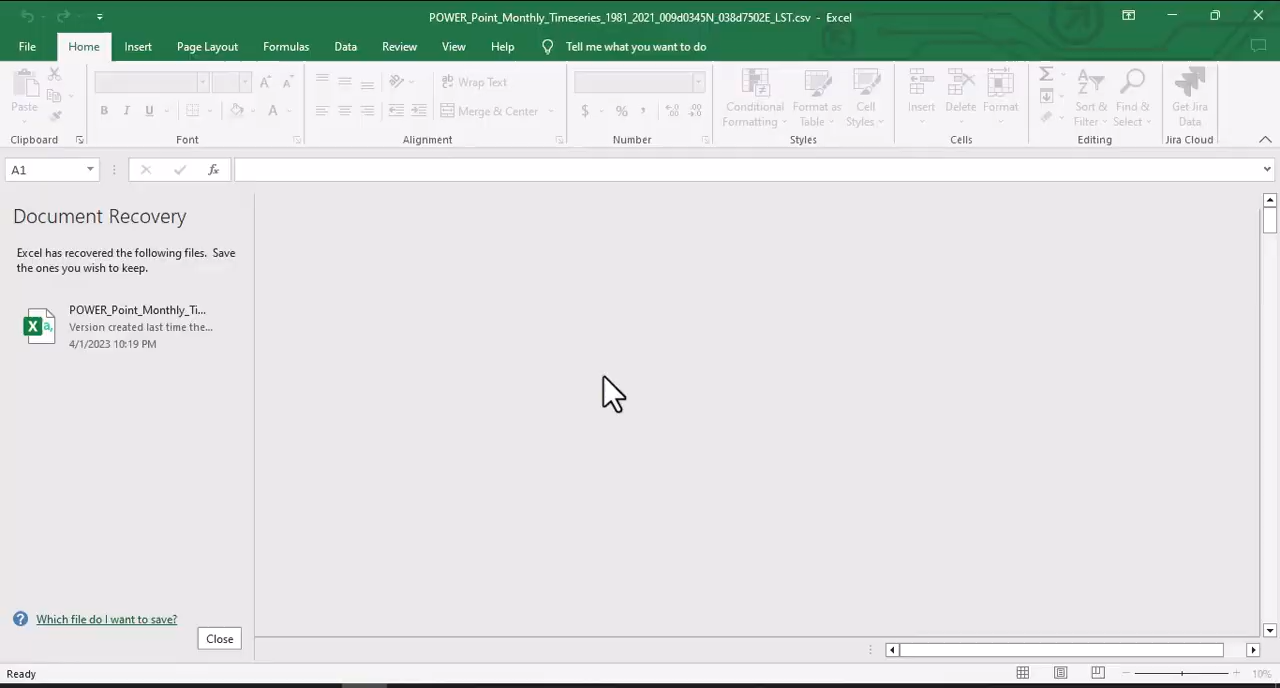 POWER_Point_Monthly_Timeseries_1981_2021_009d0345N_038d7502E_LST.csv - Excel
File Home Insert Page Layout Formulas Data Review View Help Tell me what you want to do
Paste
B I U A
Wrap Text
Merge & Center
$ % ,
Conditional Formatting
Format as Table
Cell Styles
Insert Delete Format
Sort & Filter
Find & Select
Get Jira Data
Clipboard Font Alignment Number Styles Cells Editing Jira Cloud
A1 fx
Document Recovery
Excel has recovered the following files. Save
the ones you wish to keep.
POWER_Point_Monthly_Ti...
Version created last time the...
4/1/2023 10:19 PM
Which file do I want to save?
Close
Ready
10%